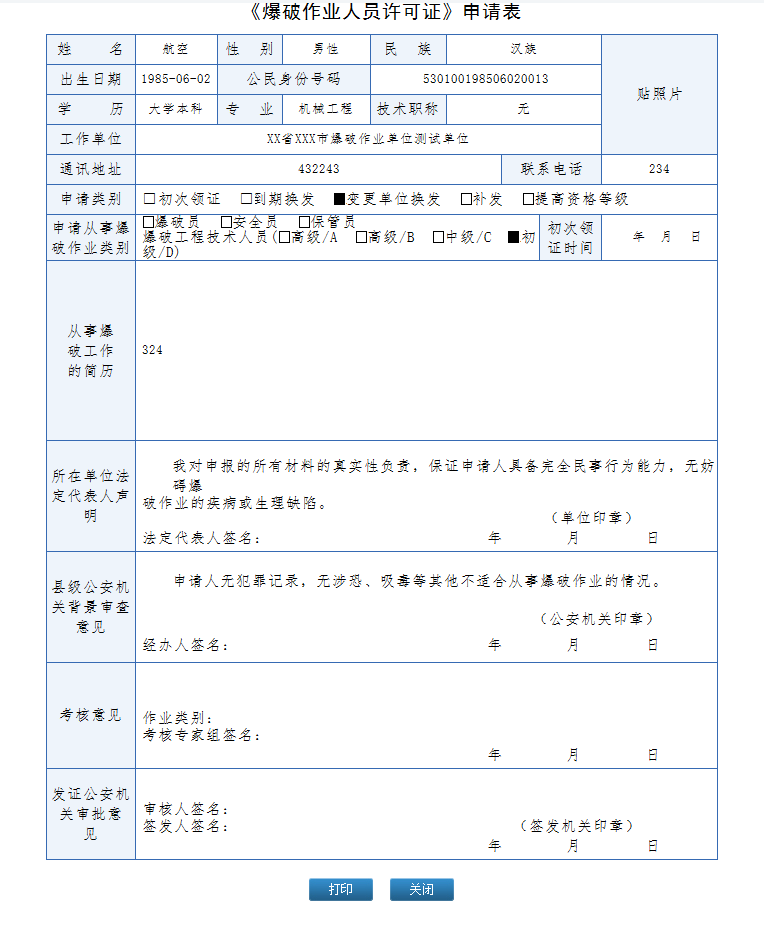 《爆破作业人员许可证》申请表
姓 名 航空 性 别 男性 民 族 汉族
贴照片
出生日期 1985-06-02 公民身份号码 530100198506020013
学 历 大学本科 专 业 机械工程 技术职称 无
工作单位 XX省XXX市爆破作业单位测试单位
通讯地址 432243 联系电话 234
申请类别 □初次领证 □到期换发 ■变更单位换发 □补发 □提高资格等级
申请从事爆
破作业类别
□爆破员 □安全员 □保管员
爆破工程技术人员(□高级/A □高级/B □中级/C ■初
级/D)
初次领
证时间
年 月 日
从事爆
破工作
的简历
324
所在单位法
定代表人声
明
我对申报的所有材料的真实性负责，保证申请人具备完全民事行为能力，无妨
碍爆
破作业的疾病或生理缺陷。
（单位印章）
法定代表人签名： 年 月 日
县级公安机
关背景审查
意见
申请人无犯罪记录，无涉恐、吸毒等其他不适合从事爆破作业的情况。
（公安机关印章）
经办人签名： 年 月 日
考核意见
作业类别：
考核专家组签名：
年 月 日
发证公安机
关审批意
见
审核人签名：
签发人签名： （签发机关印章）
年 月 日
打印 关闭